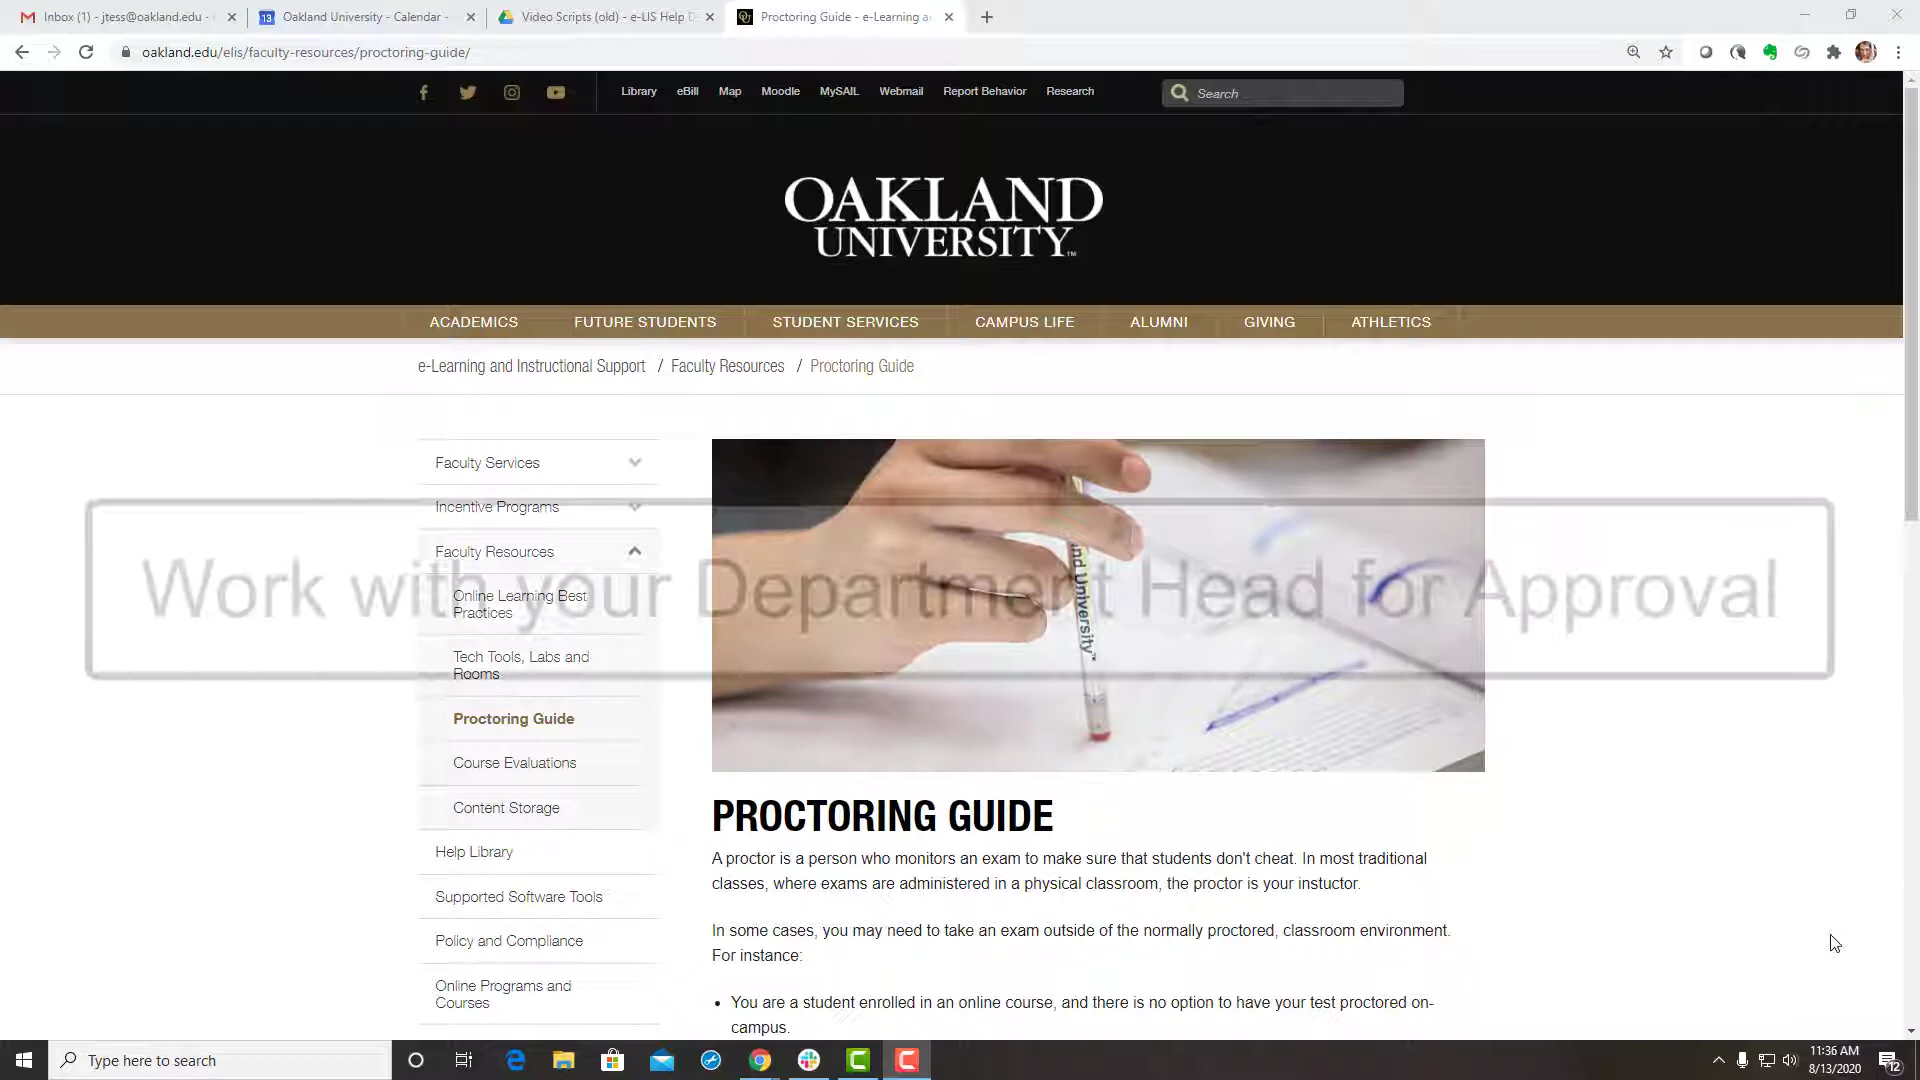 Inbox (1) - jtess@oakland.edu -
Oakland University - Calendar -
Video Scripts (old) - e-LIS Help D
Proctoring Guide - e-Learning a
oakland.edu/elis/faculty-resources/proctoring-guide/
Library eBill Map Moodle MySAIL Webmail Report Behavior Research
Search
OAKLAND
UNIVERSITY™
ACADEMICS FUTURE STUDENTS STUDENT SERVICES CAMPUS LIFE ALUMNI GIVING ATHLETICS
e-Learning and Instructional Support / Faculty Resources / Proctoring Guide
Faculty Services
Incentive Programs
Faculty Resources
Work with your Department Head for Approval
Online Learning Best
Practices
Tech Tools, Labs and
Rooms
Proctoring Guide
Course Evaluations
Content Storage
Help Library
Supported Software Tools
Policy and Compliance
Online Programs and
Courses
nd University™
PROCTORING GUIDE
A proctor is a person who monitors an exam to make sure that students don't cheat. In most traditional
classes, where exams are administered in a physical classroom, the proctor is your instuctor.
In some cases, you may need to take an exam outside of the normally proctored, classroom environment.
For instance:
• You are a student enrolled in an online course, and there is no option to have your test proctored on-
campus.
Type here to search
11:36 AM
8/13/2020
12